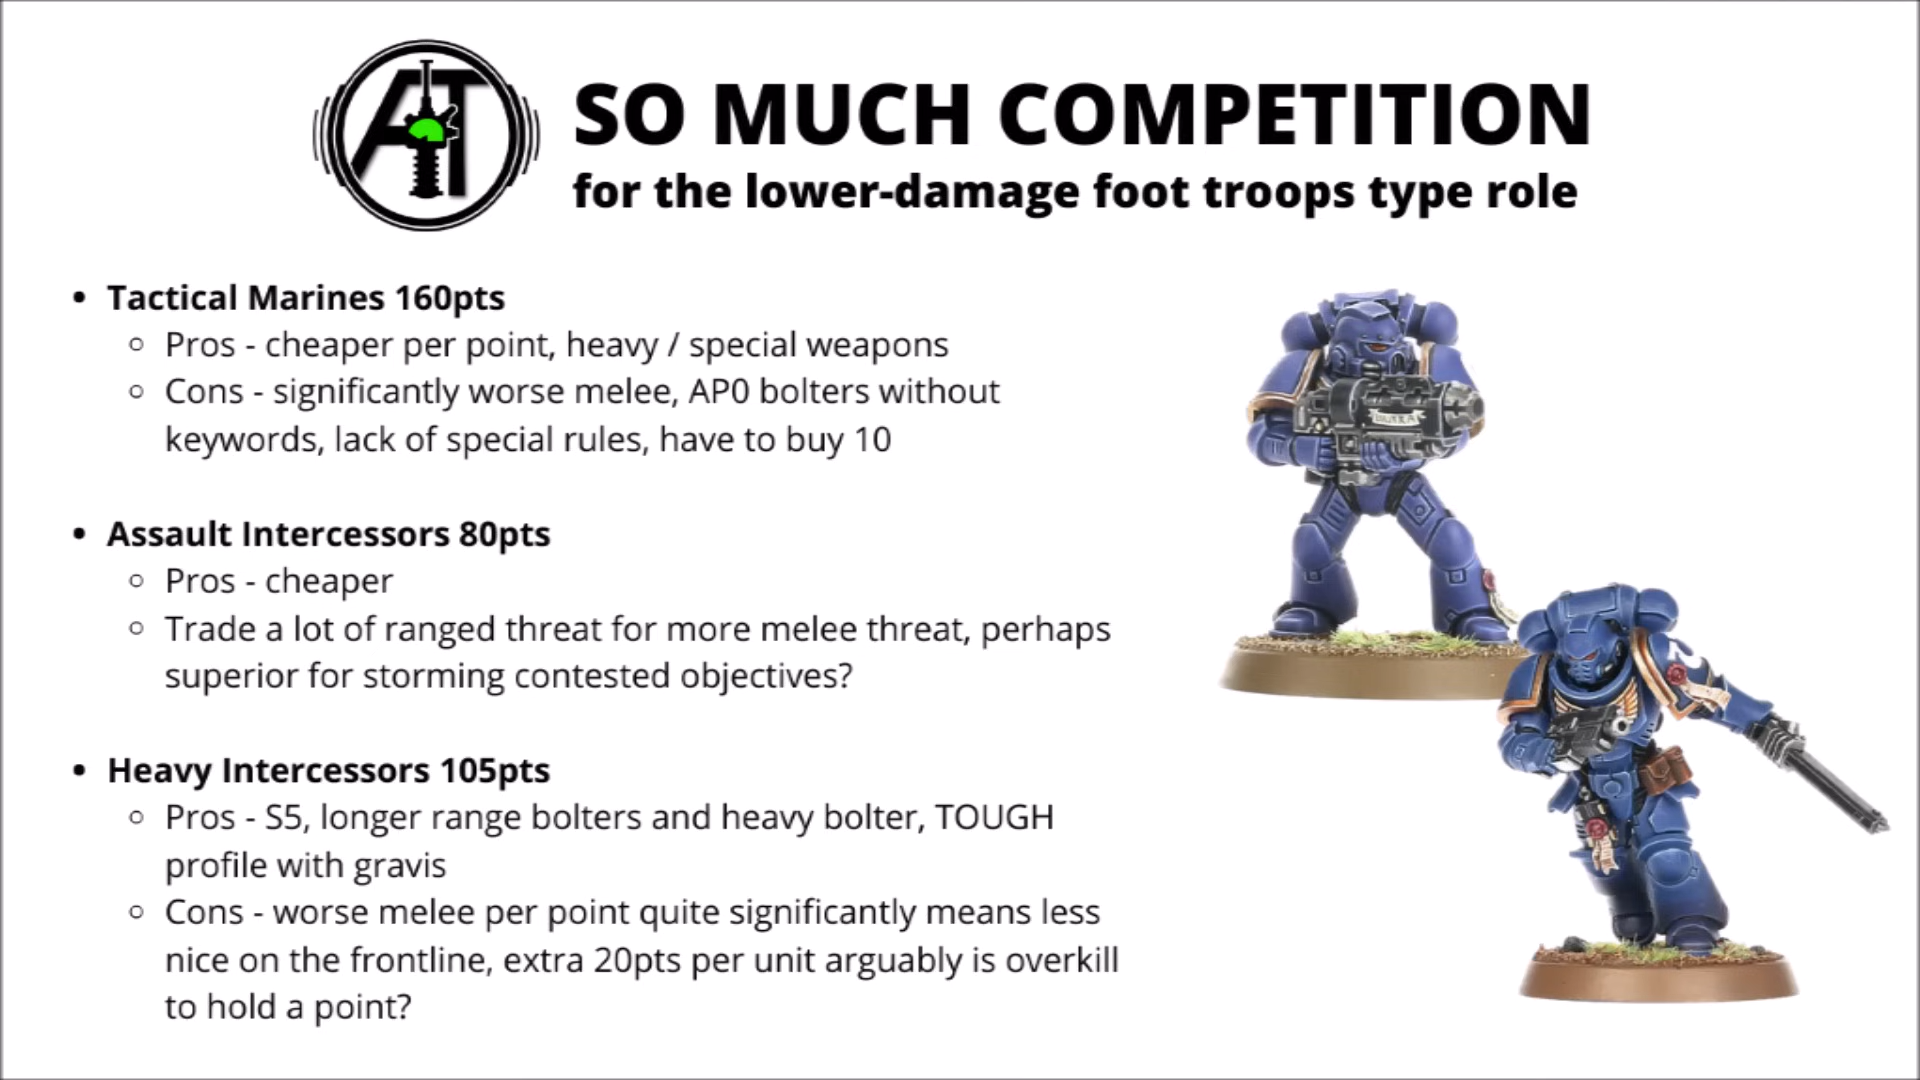 AT
SO MUCH COMPETITION
for the lower-damage foot troops type role
• Tactical Marines 160pts
○ Pros - cheaper per point, heavy / special weapons
○ Cons - significantly worse melee, AP0 bolters without
keywords, lack of special rules, have to buy 10
• Assault Intercessors 80pts
○ Pros - cheaper
○ Trade a lot of ranged threat for more melee threat, perhaps
superior for storming contested objectives?
• Heavy Intercessors 105pts
○ Pros - S5, longer range bolters and heavy bolter, TOUGH
profile with gravis
○ Cons - worse melee per point quite significantly means less
nice on the frontline, extra 20pts per unit arguably is overkill
to hold a point?